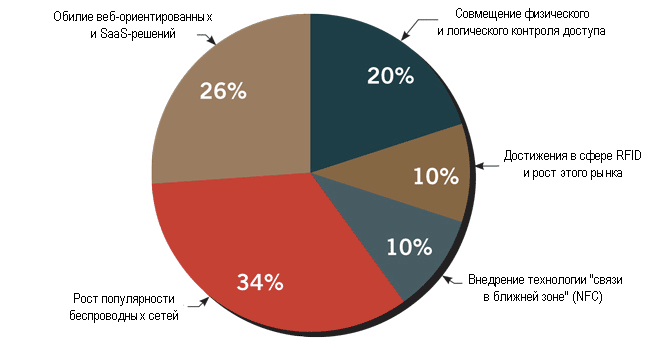 Обилие веб-ориентированных
и SaaS-решений
Совмещение физического
и логического контроля доступа
26%
20%
Достижения в сфере RFID
и рост этого рынка
10%
10%
34%
Внедрение технологии "связи
в ближней зоне" (NFC)
Рост популярности
беспроводных сетей